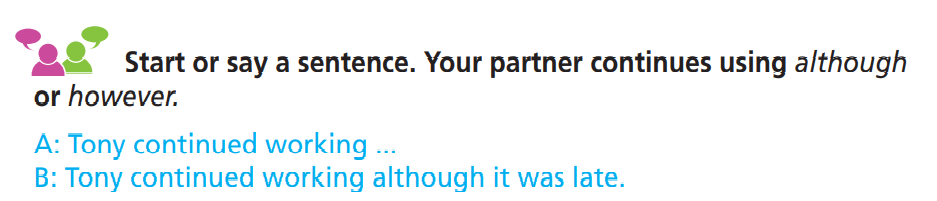 Start or say a sentence. Your partner continues using although
or however.
A: Tony continued working ...
B: Tony continued working although it was late.